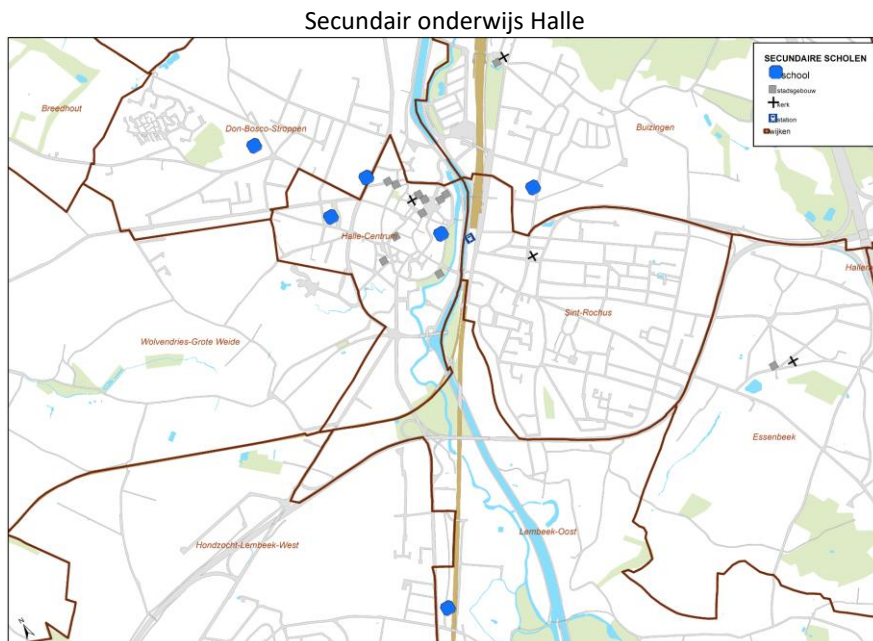 Secundair onderwijs Halle
SECUNDAIRE SCHOLEN
school
stadsgebouw
kerk
station
wijken
Breedhout
Don-Bosco-Stroppen
Buizingen
Halle-Centrum
Sint-Rochus
Wolvendries-Grote Weide
Essenbeek
Hondzocht-Lembeek-West
Lembeek-Oost
N